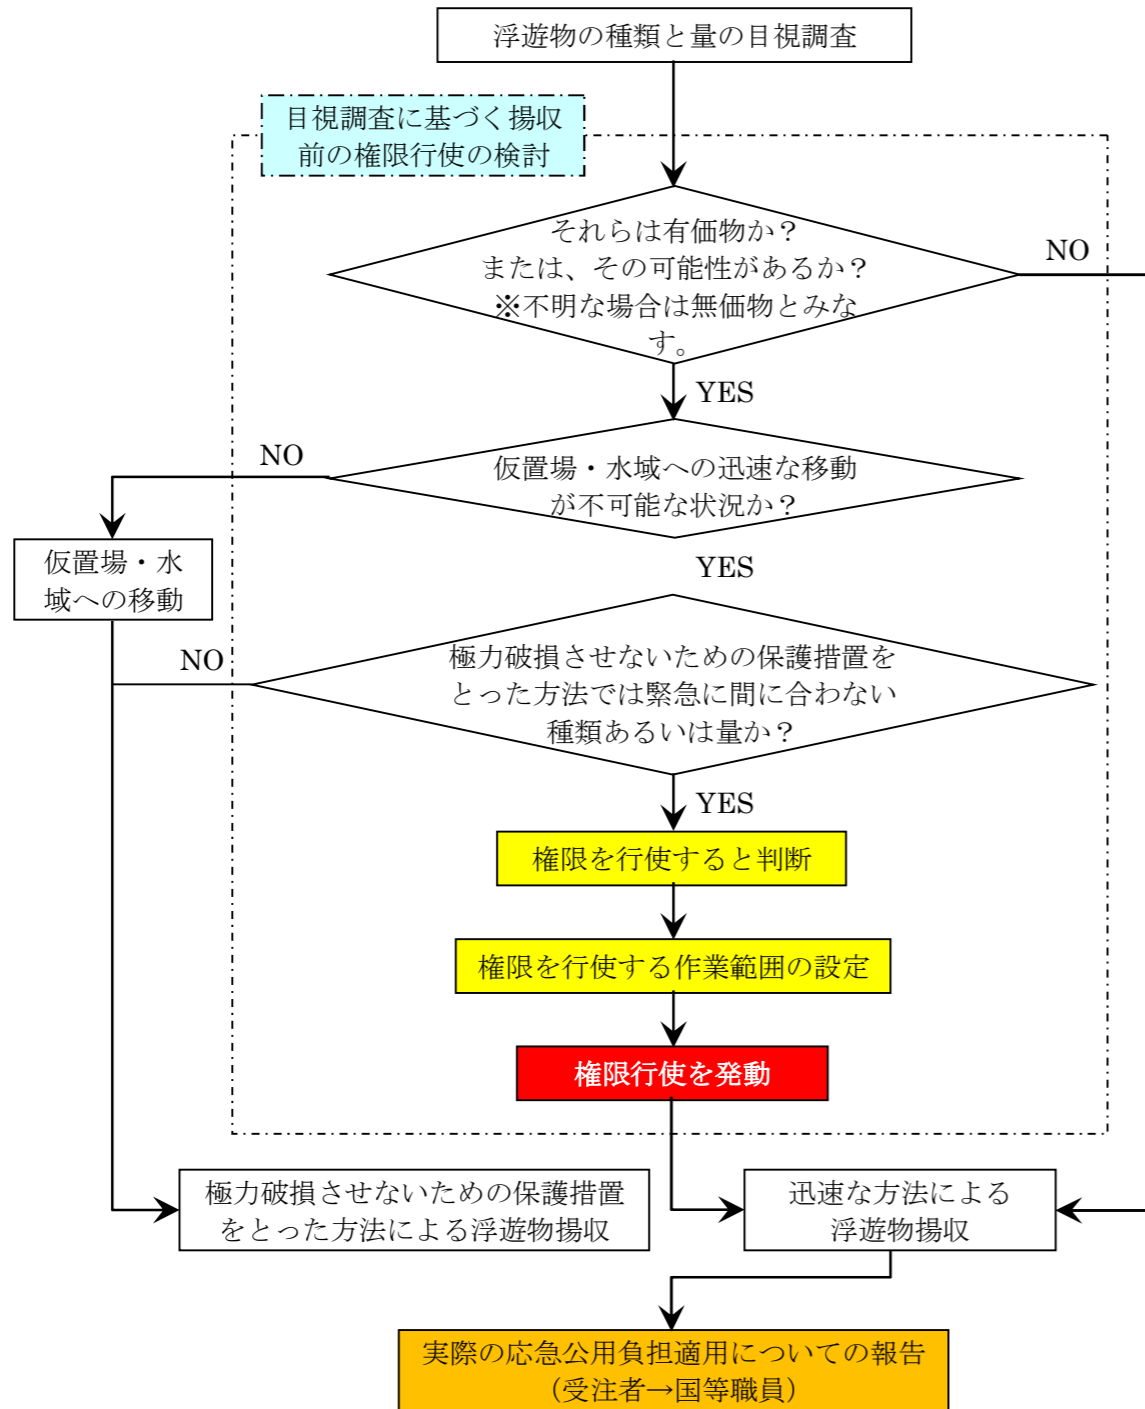 浮遊物の種類と量の目視調査
目視調査に基づく揚収
前の権限行使の検討
それらは有価物か？
または、その可能性があるか？
※不明な場合は無価物とみな
す。
NO
YES
仮置場・水域への迅速な移動
が不可能な状況か？
NO
仮置場・水
域への移動
YES
極力破損させないための保護措置を
とった方法では緊急に間に合わない
種類あるいは量か？
NO
YES
権限を行使すると判断
権限を行使する作業範囲の設定
権限行使を発動
極力破損させないための保護措置
をとった方法による浮遊物揚収
迅速な方法による
浮遊物揚収
実際の応急公用負担適用についての報告
（受注者→国等職員）